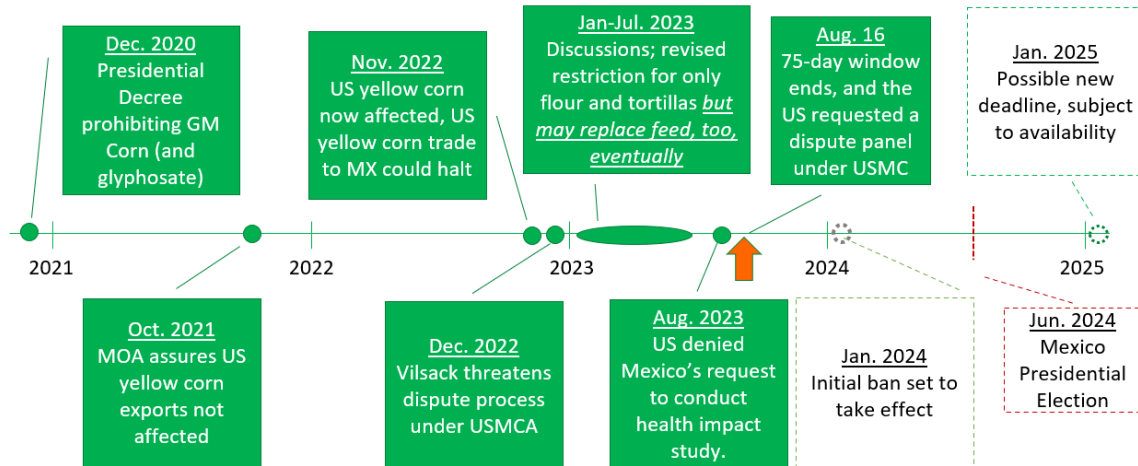 Dec. 2020
Presidential
Decree
prohibiting GM
Corn (and
glyphosate)
Nov. 2022
US yellow corn
now affected, US
yellow corn trade
to MX could halt
Jan-Jul. 2023
Discussions; revised
restriction for only
flour and tortillas but
may replace feed, too,
eventually
Aug. 16
75-day window
ends, and the
US requested a
dispute panel
under USMC
Jan. 2025
Possible new
deadline, subject
to availability
2021
2022
2023
2024
2025
Oct. 2021
MOA assures US
yellow corn
exports not
affected
Dec. 2022
Vilsack threatens
dispute process
under USMCA
Aug. 2023
US denied
Mexico's request
to conduct
health impact
study.
Jan. 2024
Initial ban set to
take effect
Jun. 2024
Mexico
Presidential
Election